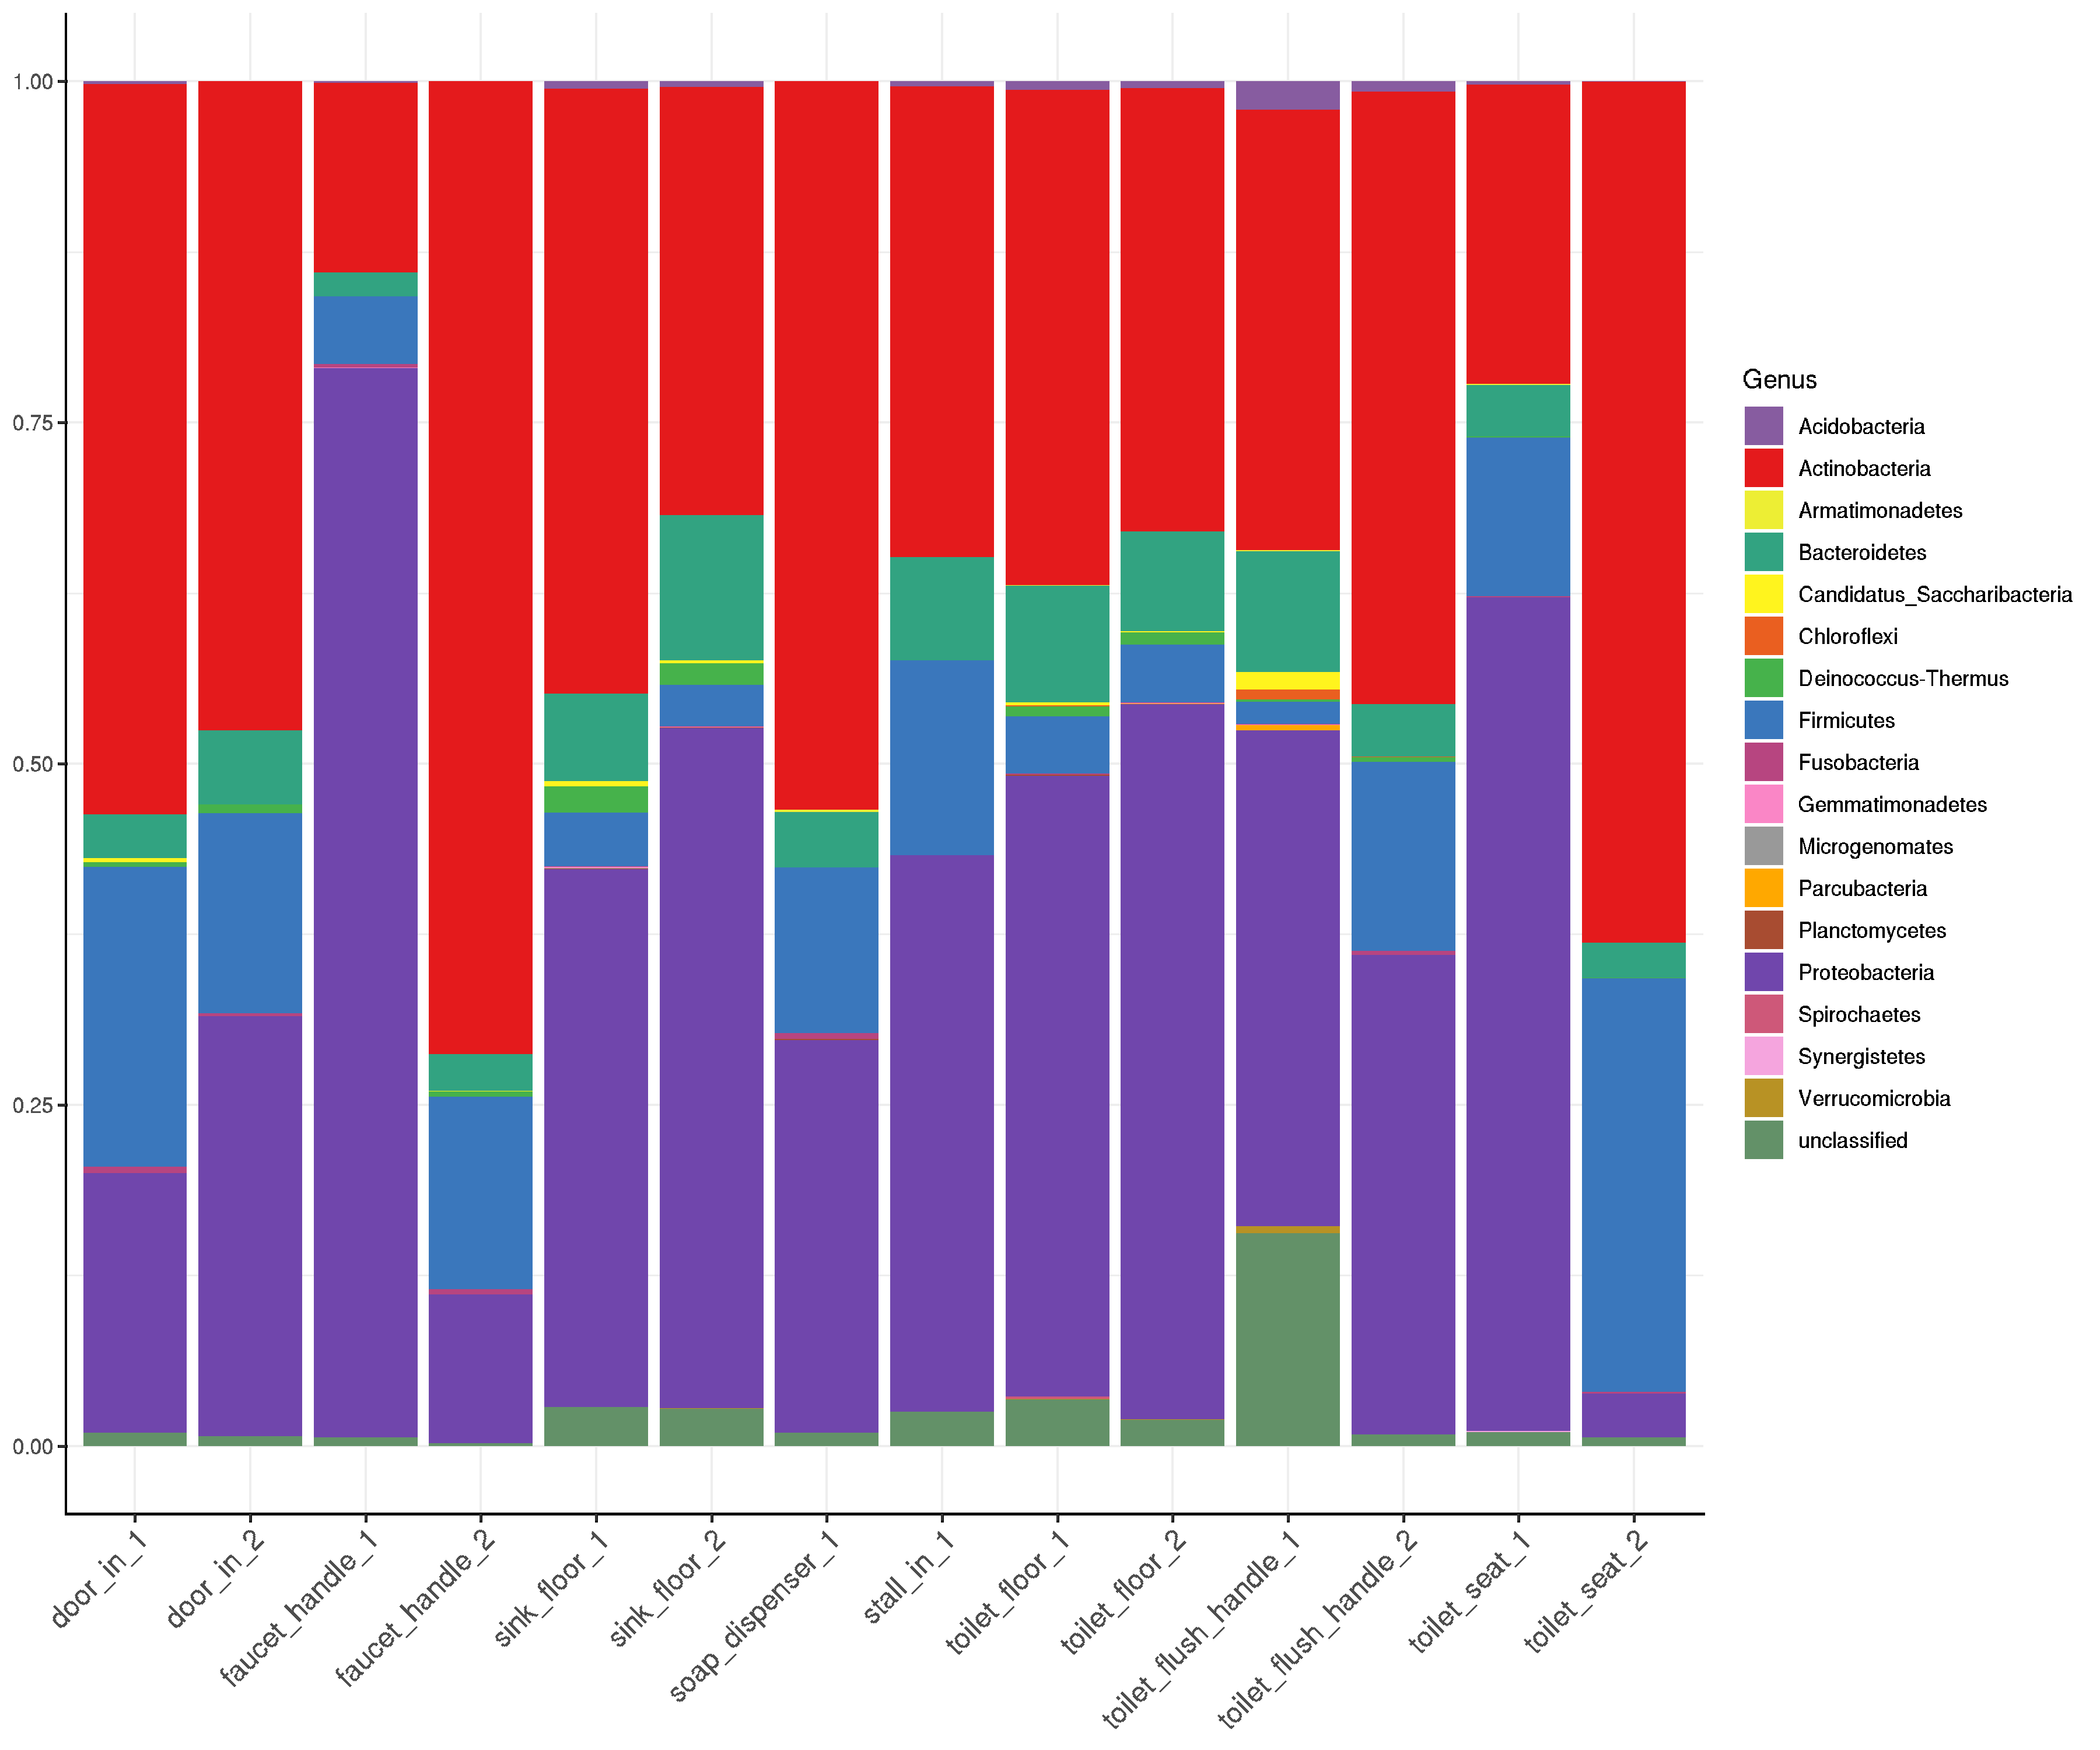 1.00
0.75
0.50
0.25
0.00
door_in_1
door_in_2
faucet_handle_1
faucet_handle_2
sink_floor_1
sink_floor_2
soap_dispenser_1
stall_in_1
toilet_floor_1
toilet_floor_2
toilet_flush_handle_1
toilet_flush_handle_2
toilet_seat_1
toilet_seat_2
Genus
Acidobacteria
Actinobacteria
Armatimonadetes
Bacteroidetes
Candidatus_Saccharibacteria
Chloroflexi
Deinococcus-Thermus
Firmicutes
Fusobacteria
Gemmatimonadetes
Microgenomates
Parcubacteria
Planctomycetes
Proteobacteria
Spirochaetes
Synergistetes
Verrucomicrobia
unclassified